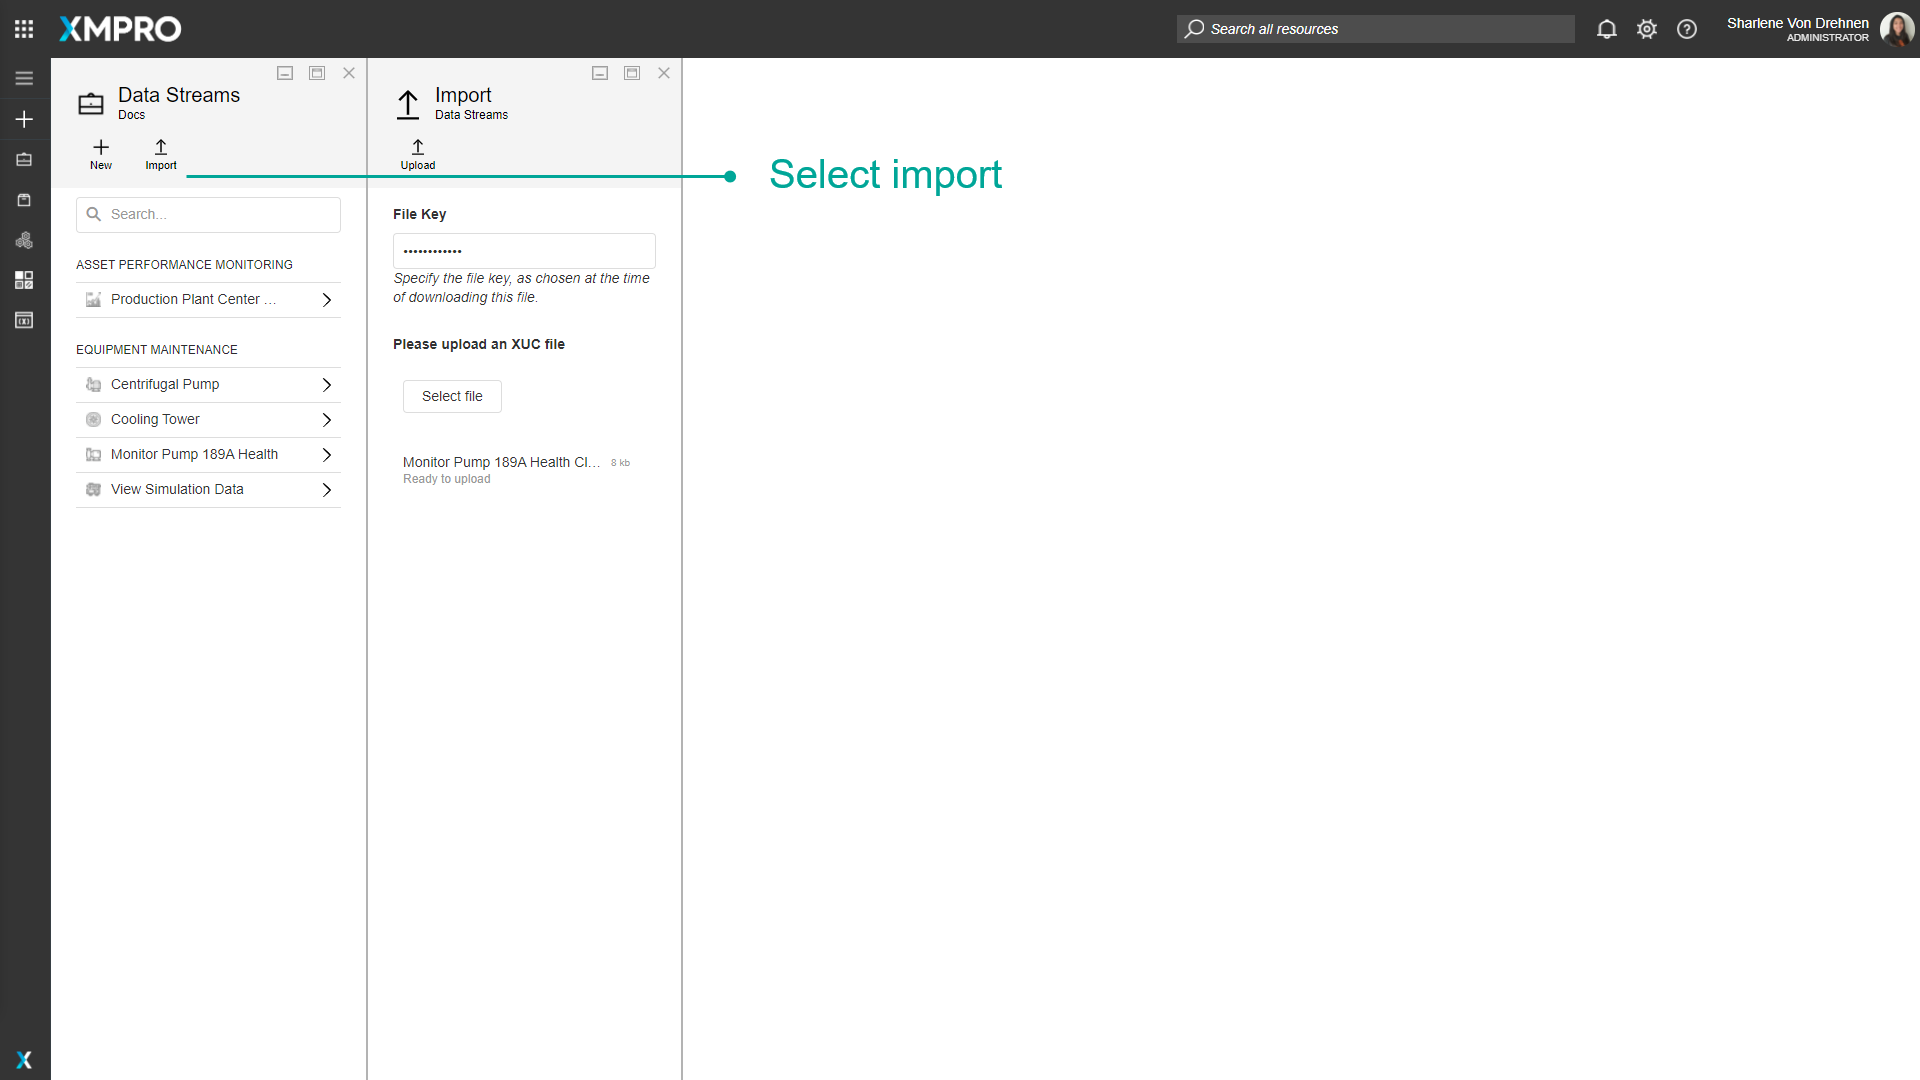 XMPRO
Search all resources
Sharlene Von Drehnen
ADMINISTRATOR
Data Streams
Docs
New
Import
Search...
ASSET PERFORMANCE MONITORING
Production Plant Center ...
EQUIPMENT MAINTENANCE
Centrifugal Pump
Cooling Tower
Monitor Pump 189A Health
View Simulation Data
Import
Data Streams
Upload
File Key
••••••••••••
Specify the file key, as chosen at the time
of downloading this file.
Please upload an XUC file
Select file
Monitor Pump 189A Health Cl... 8 kb
Ready to upload
Select import